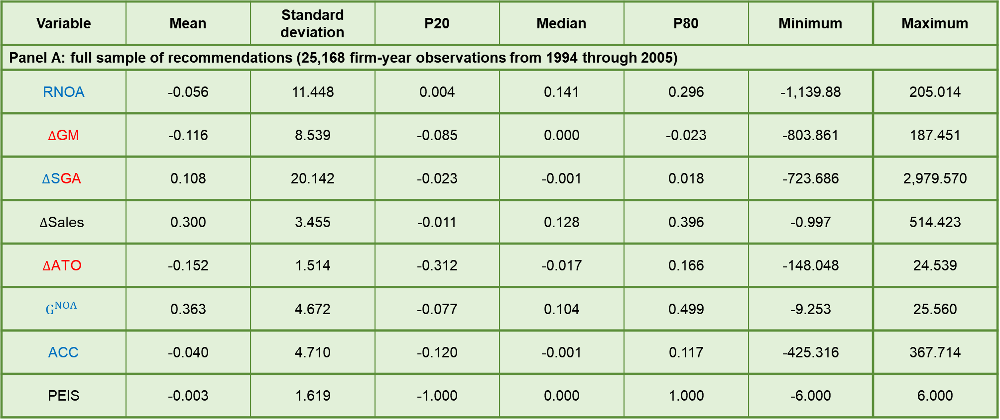 Variable Mean Standard deviation P20 Median P80 Minimum Maximum
Panel A: full sample of recommendations (25,168 firm-year observations from 1994 through 2005)
RNOA -0.056 11.448 0.004 0.141 0.296 -1,139.88 205.014
ΔGM -0.116 8.539 -0.085 0.000 -0.023 -803.861 187.451
ΔSGA 0.108 20.142 -0.023 -0.001 0.018 -723.686 2,979.570
ΔSales 0.300 3.455 -0.011 0.128 0.396 -0.997 514.423
ΔATO -0.152 1.514 -0.312 -0.017 0.166 -148.048 24.539
G^NOA 0.363 4.672 -0.077 0.104 0.499 -9.253 25.560
ACC -0.040 4.710 -0.120 -0.001 0.117 -425.316 367.714
PEIS -0.003 1.619 -1.000 0.000 1.000 -6.000 6.000